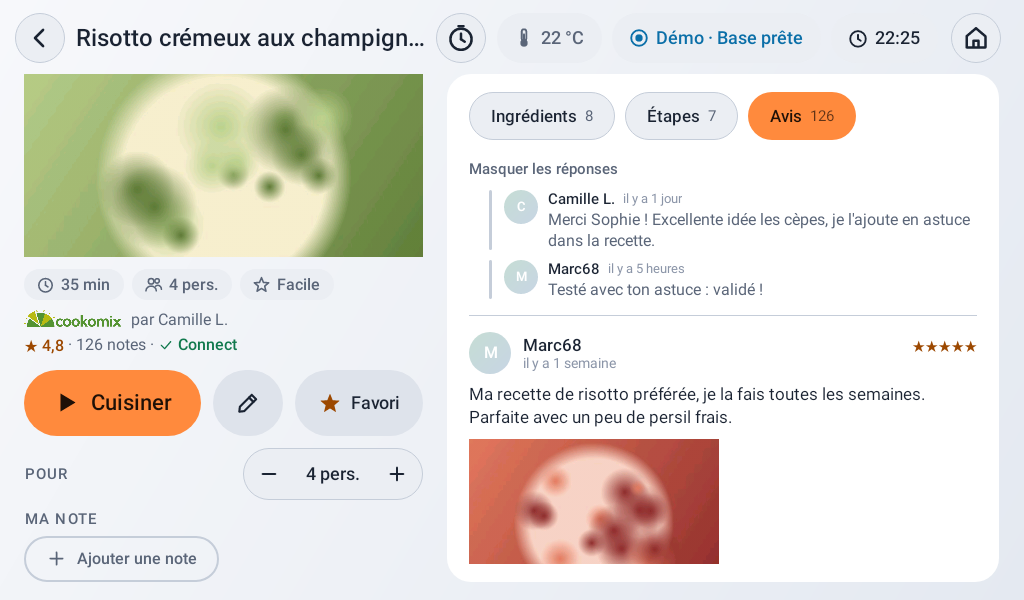 Risotto crémeux aux champign...
22 °C
Démo · Base prête
22:25
35 min
4 pers.
Facile
cookomix par Camille L.
4,8 · 126 notes · Connect
Cuisiner
Favori
POUR
4 pers.
MA NOTE
Ajouter une note
Ingrédients 8
Étapes 7
Avis 126
Masquer les réponses
C
Camille L. il y a 1 jour
Merci Sophie ! Excellente idée les cèpes, je l'ajoute en astuce
dans la recette.
M
Marc68 il y a 5 heures
Testé avec ton astuce : validé !
M
Marc68
il y a 1 semaine
Ma recette de risotto préférée, je la fais toutes les semaines.
Parfaite avec un peu de persil frais.